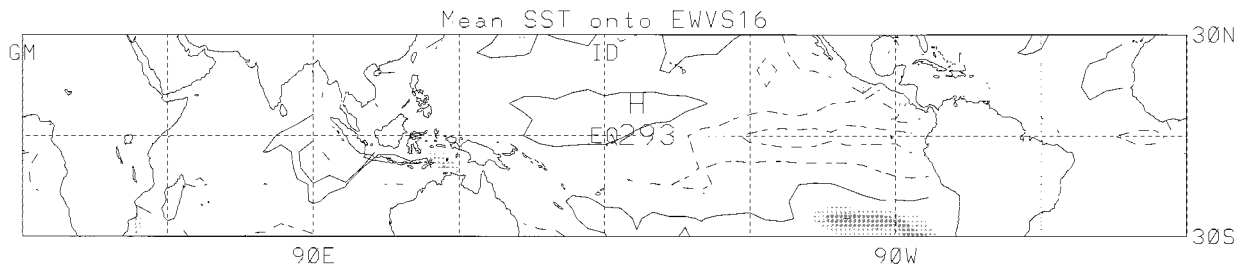 Mean SST onto EWVS16
30N
GM
ID
H
EQ293
30S
90E
90W